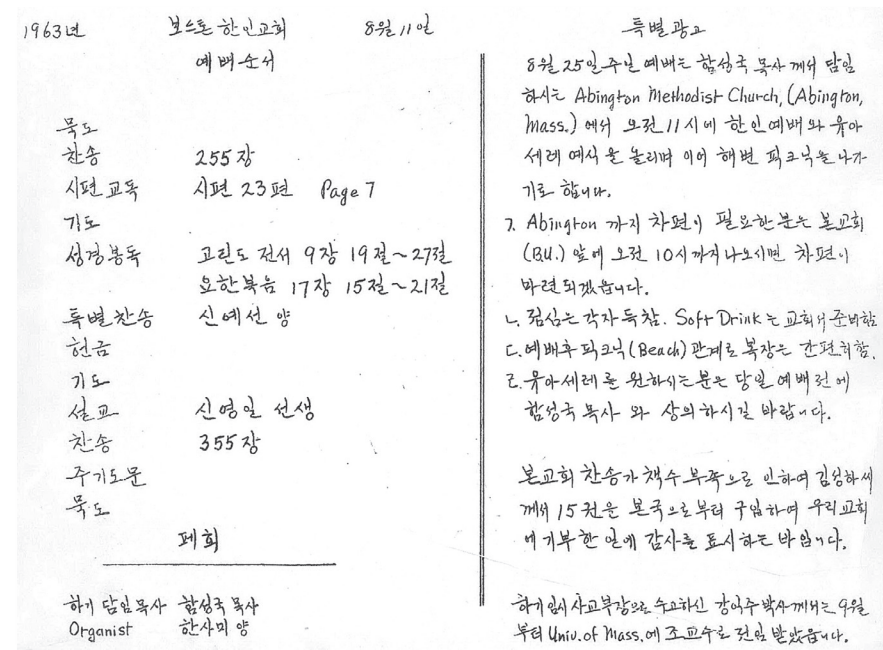 1963년 보스톤 한인교회 8월 11일
예배순서
묵도
찬송 255장
시편교독 시편 23편 Page 7
기도
성경봉독 고린도 전서 9장 19절~27절
요한복음 17장 15절~21절
특별찬송 신예선 양
헌금
기도
설교 신영일 선생
찬송 355장
주기도문
묵도
폐회
하기 담임목사 함성국 목사
Organist 한사미 양
특별광고
8월 25일 주일 예배는 함성국 목사께서 담임
하시는 Abington Methodist Church, (Abington,
Mass.) 에서 오전 11시에 한인예배와 유아
세례 예식을 올리며 이어 해변 피크닉을 나가
기로 합니다.
ㄱ. Abington 까지 차편이 필요한 분은 본교회
(B.U.) 앞에 오전 10시까지 나오시면 차편이
마련되겠읍니다.
ㄴ. 점심은 각자 등참. Soft Drink는 교회서 준비함
ㄷ. 예배후 피크닉(Beach) 관계로 복장은 간편히함.
ㄹ. 유아세례를 원하시는 분은 당일 예배전에
함성국 목사 와 상의하시길 바랍니다.
본교회 찬송가 책수 부족으로 인하여 김성하씨
께서 15권을 본국으로부터 구입하여 우리교회
에 기부한 일에 감사를 표시하는 바입니다.
하기 임시 사교부장으로 수고하신 강익주 박사께서는 9월
부터 Univ. of Mass.에 조교수로 전임 받았읍니다.